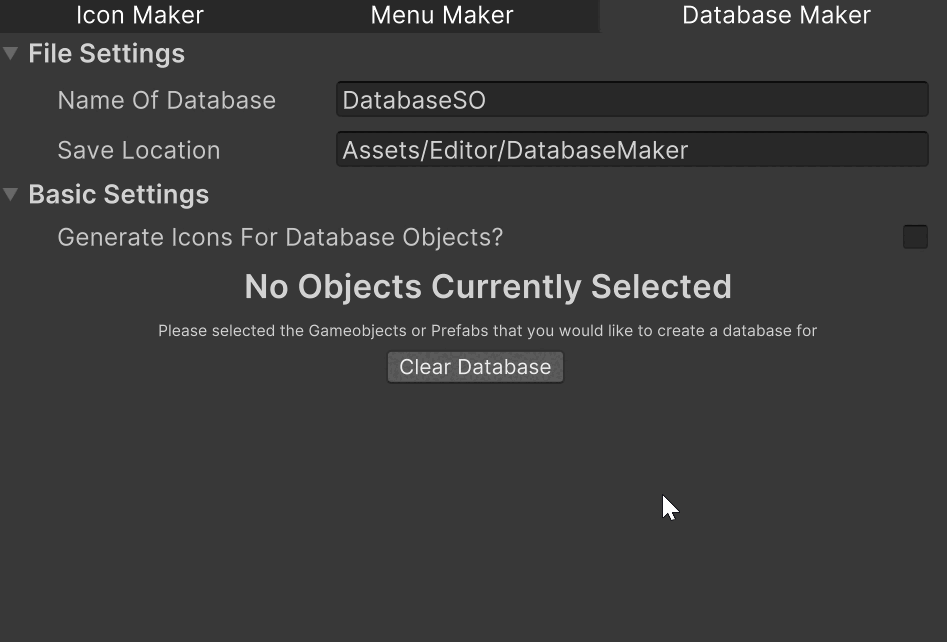 Icon Maker Menu Maker Database Maker
File Settings
Name Of Database DatabaseSO
Save Location Assets/Editor/DatabaseMaker
Basic Settings
Generate Icons For Database Objects?
No Objects Currently Selected
Please selected the Gameobjects or Prefabs that you would like to create a database for
Clear Database